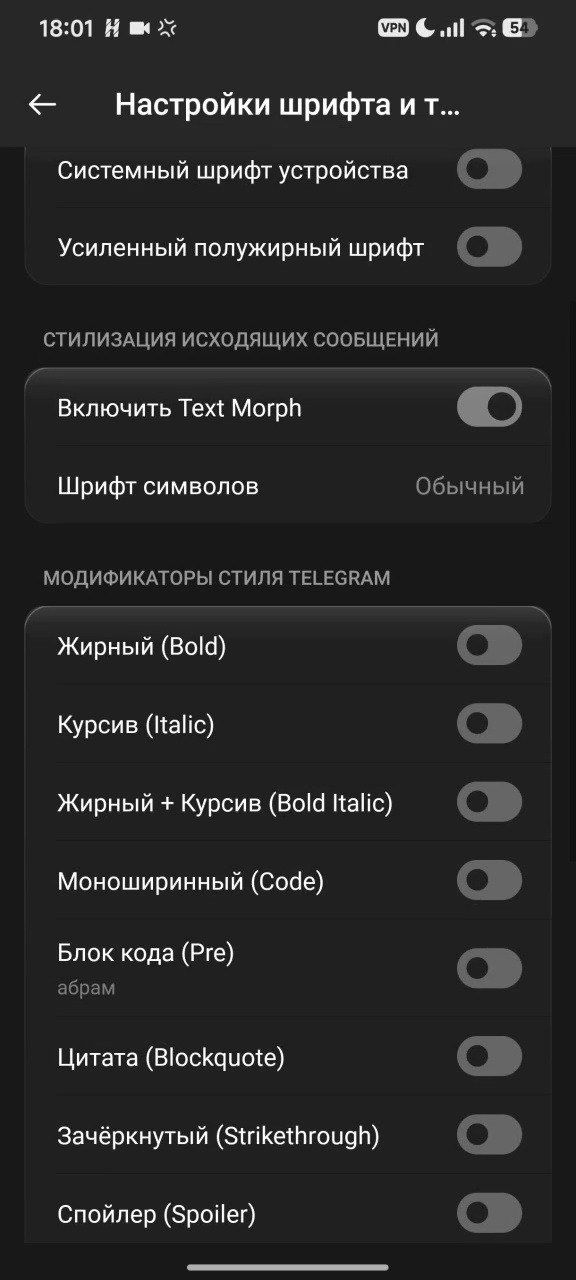 18:01 VPN 54
Настройки шрифта и т...
Системный шрифт устройства
Усиленный полужирный шрифт
СТИЛИЗАЦИЯ ИСХОДЯЩИХ СООБЩЕНИЙ
Включить Text Morph
Шрифт символов Обычный
МОДИФИКАТОРЫ СТИЛЯ TELEGRAM
Жирный (Bold)
Курсив (Italic)
Жирный + Курсив (Bold Italic)
Моноширинный (Code)
Блок кода (Pre)
абрам
Цитата (Blockquote)
Зачёркнутый (Strikethrough)
Спойлер (Spoiler)